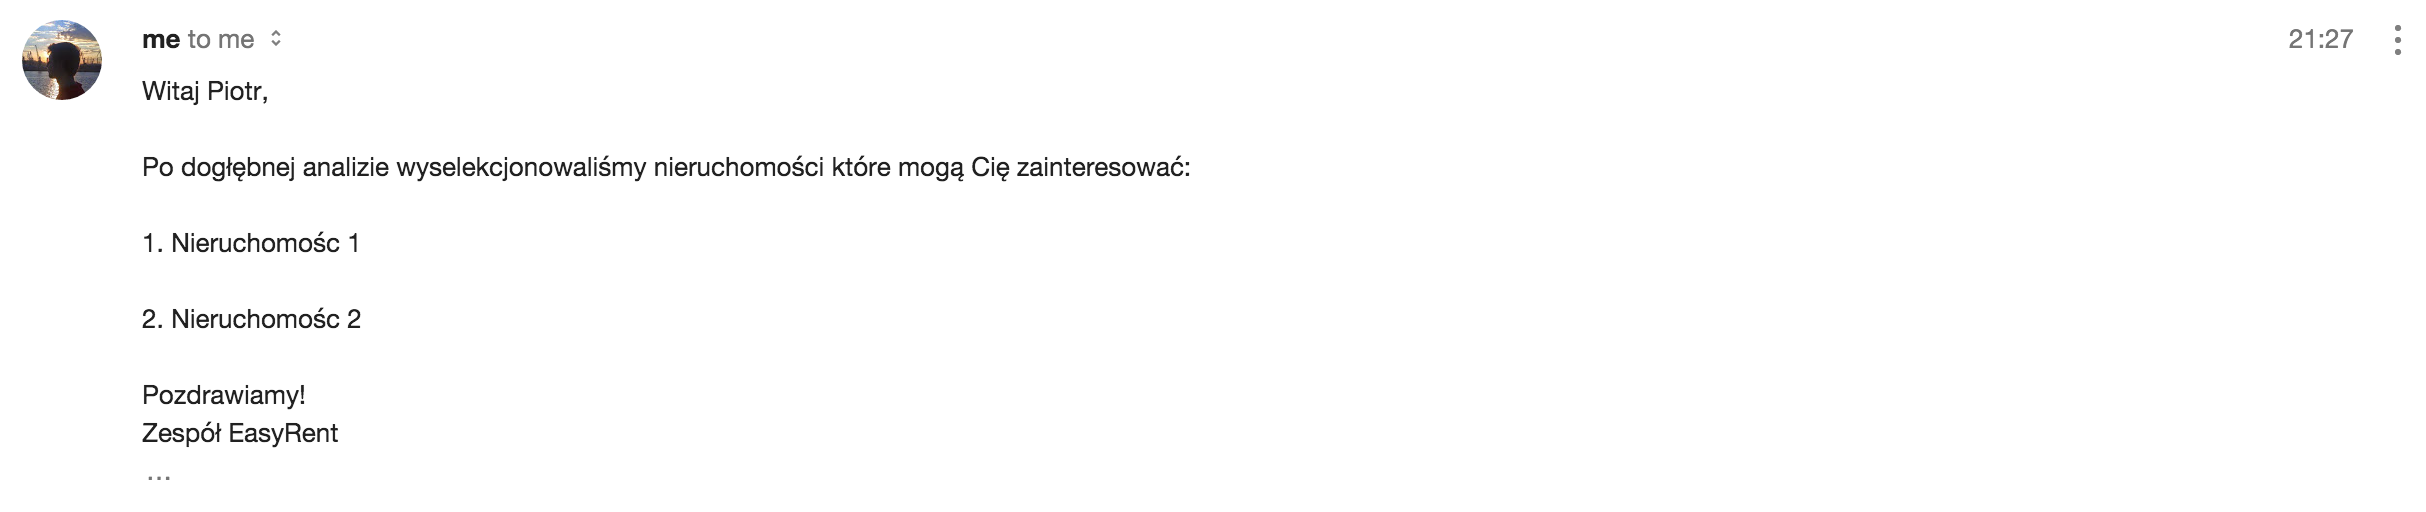 me to me
21:27
Witaj Piotr,
Po dogłębnej analizie wyselekcjonowaliśmy nieruchomości które mogą Cię zainteresować:
1. Nieruchomośc 1
2. Nieruchomośc 2
Pozdrawiamy!
Zespół EasyRent
...